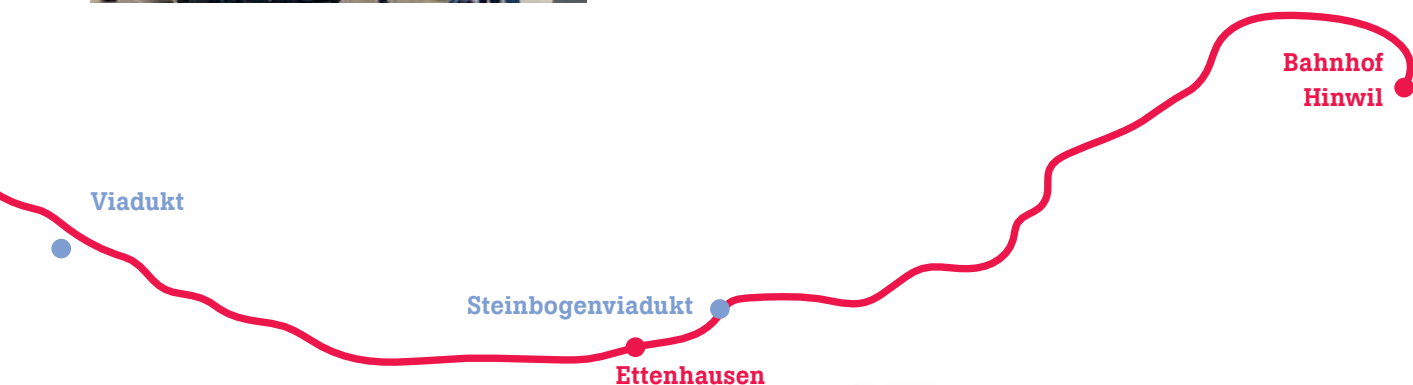 Bahnhof
Hinwil
Viadukt
Steinbogenviadukt
Ettenhausen